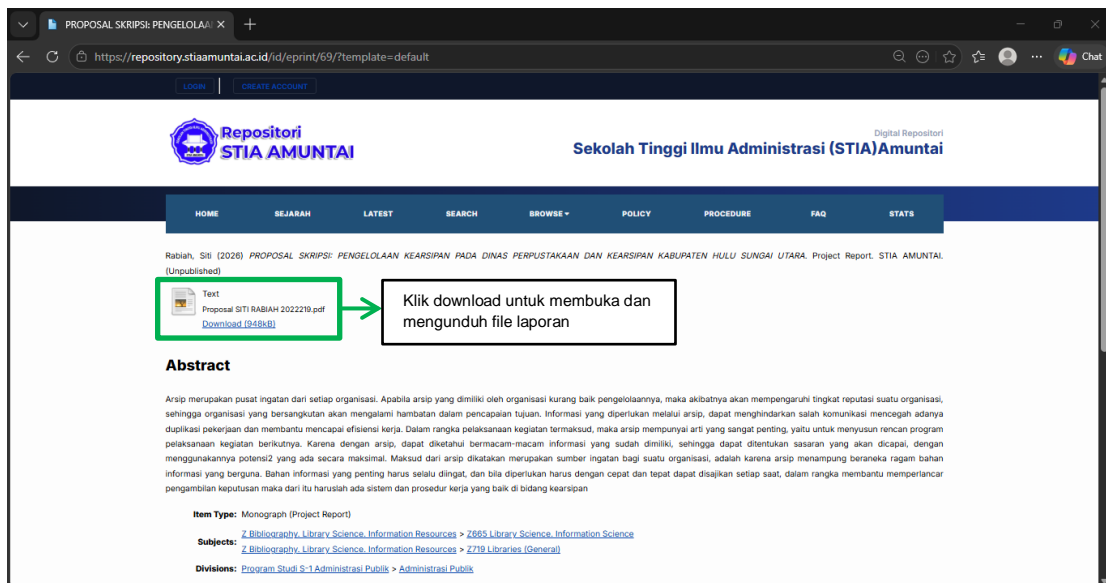 PROPOSAL SKRIPSI: PENGELOLAA
https://repository.stiaamuntai.ac.id/id/eprint/69/?template=default
Chat
LOGIN
CREATE ACCOUNT
Repositori
STIA AMUNTAI
Digital Repositori
Sekolah Tinggi Ilmu Administrasi (STIA)Amuntai
HOME SEJARAH LATEST SEARCH BROWSE POLICY PROCEDURE FAQ STATS
Rabiah, Siti (2026) PROPOSAL SKRIPSI: PENGELOLAAN KEARSIPAN PADA DINAS PERPUSTAKAAN DAN KEARSIPAN KABUPATEN HULU SUNGAI UTARA. Project Report. STIA AMUNTAI.
(Unpublished)
Text
Proposal SITI RABIAH 2022219.pdf
Download (948kB)
Klik download untuk membuka dan
mengunduh file laporan
Abstract
Arsip merupakan pusat ingatan dari setiap organisasi. Apabila arsip yang dimiliki oleh organisasi kurang baik pengelolaannya, maka akibatnya akan mempengaruhi tingkat reputasi suatu organisasi,
sehingga organisasi yang bersangkutan akan mengalami hambatan dalam pencapaian tujuan. Informasi yang diperlukan melalui arsip, dapat menghindarkan salah komunikasi mencegah adanya
duplikasi pekerjaan dan membantu mencapai efisiensi kerja. Dalam rangka pelaksanaan kegiatan termaksud, maka arsip mempunyai arti yang sangat penting, yaitu untuk menyusun rencan program
pelaksanaan kegiatan berikutnya. Karena dengan arsip, dapat diketahui bermacam-macam informasi yang sudah dimiliki, sehingga dapat ditentukan sasaran yang akan dicapai, dengan
menggunakannya potensi2 yang ada secara maksimal. Maksud dari arsip dikatakan merupakan sumber ingatan bagi suatu organisasi, adalah karena arsip menampung beraneka ragam bahan
informasi yang berguna. Bahan informasi yang penting harus selalu diingat, dan bila diperlukan harus dengan cepat dan tepat dapat disajikan setiap saat, dalam rangka membantu memperlancar
pengambilan keputusan maka dari itu haruslah ada sistem dan prosedur kerja yang baik di bidang kearsipan
Item Type: Monograph (Project Report)
Subjects: Z Bibliography. Library Science. Information Resources > Z665 Library Science. Information Science
Z Bibliography. Library Science. Information Resources > Z719 Libraries (General)
Divisions: Program Studi S-1 Administrasi Publik > Administrasi Publik